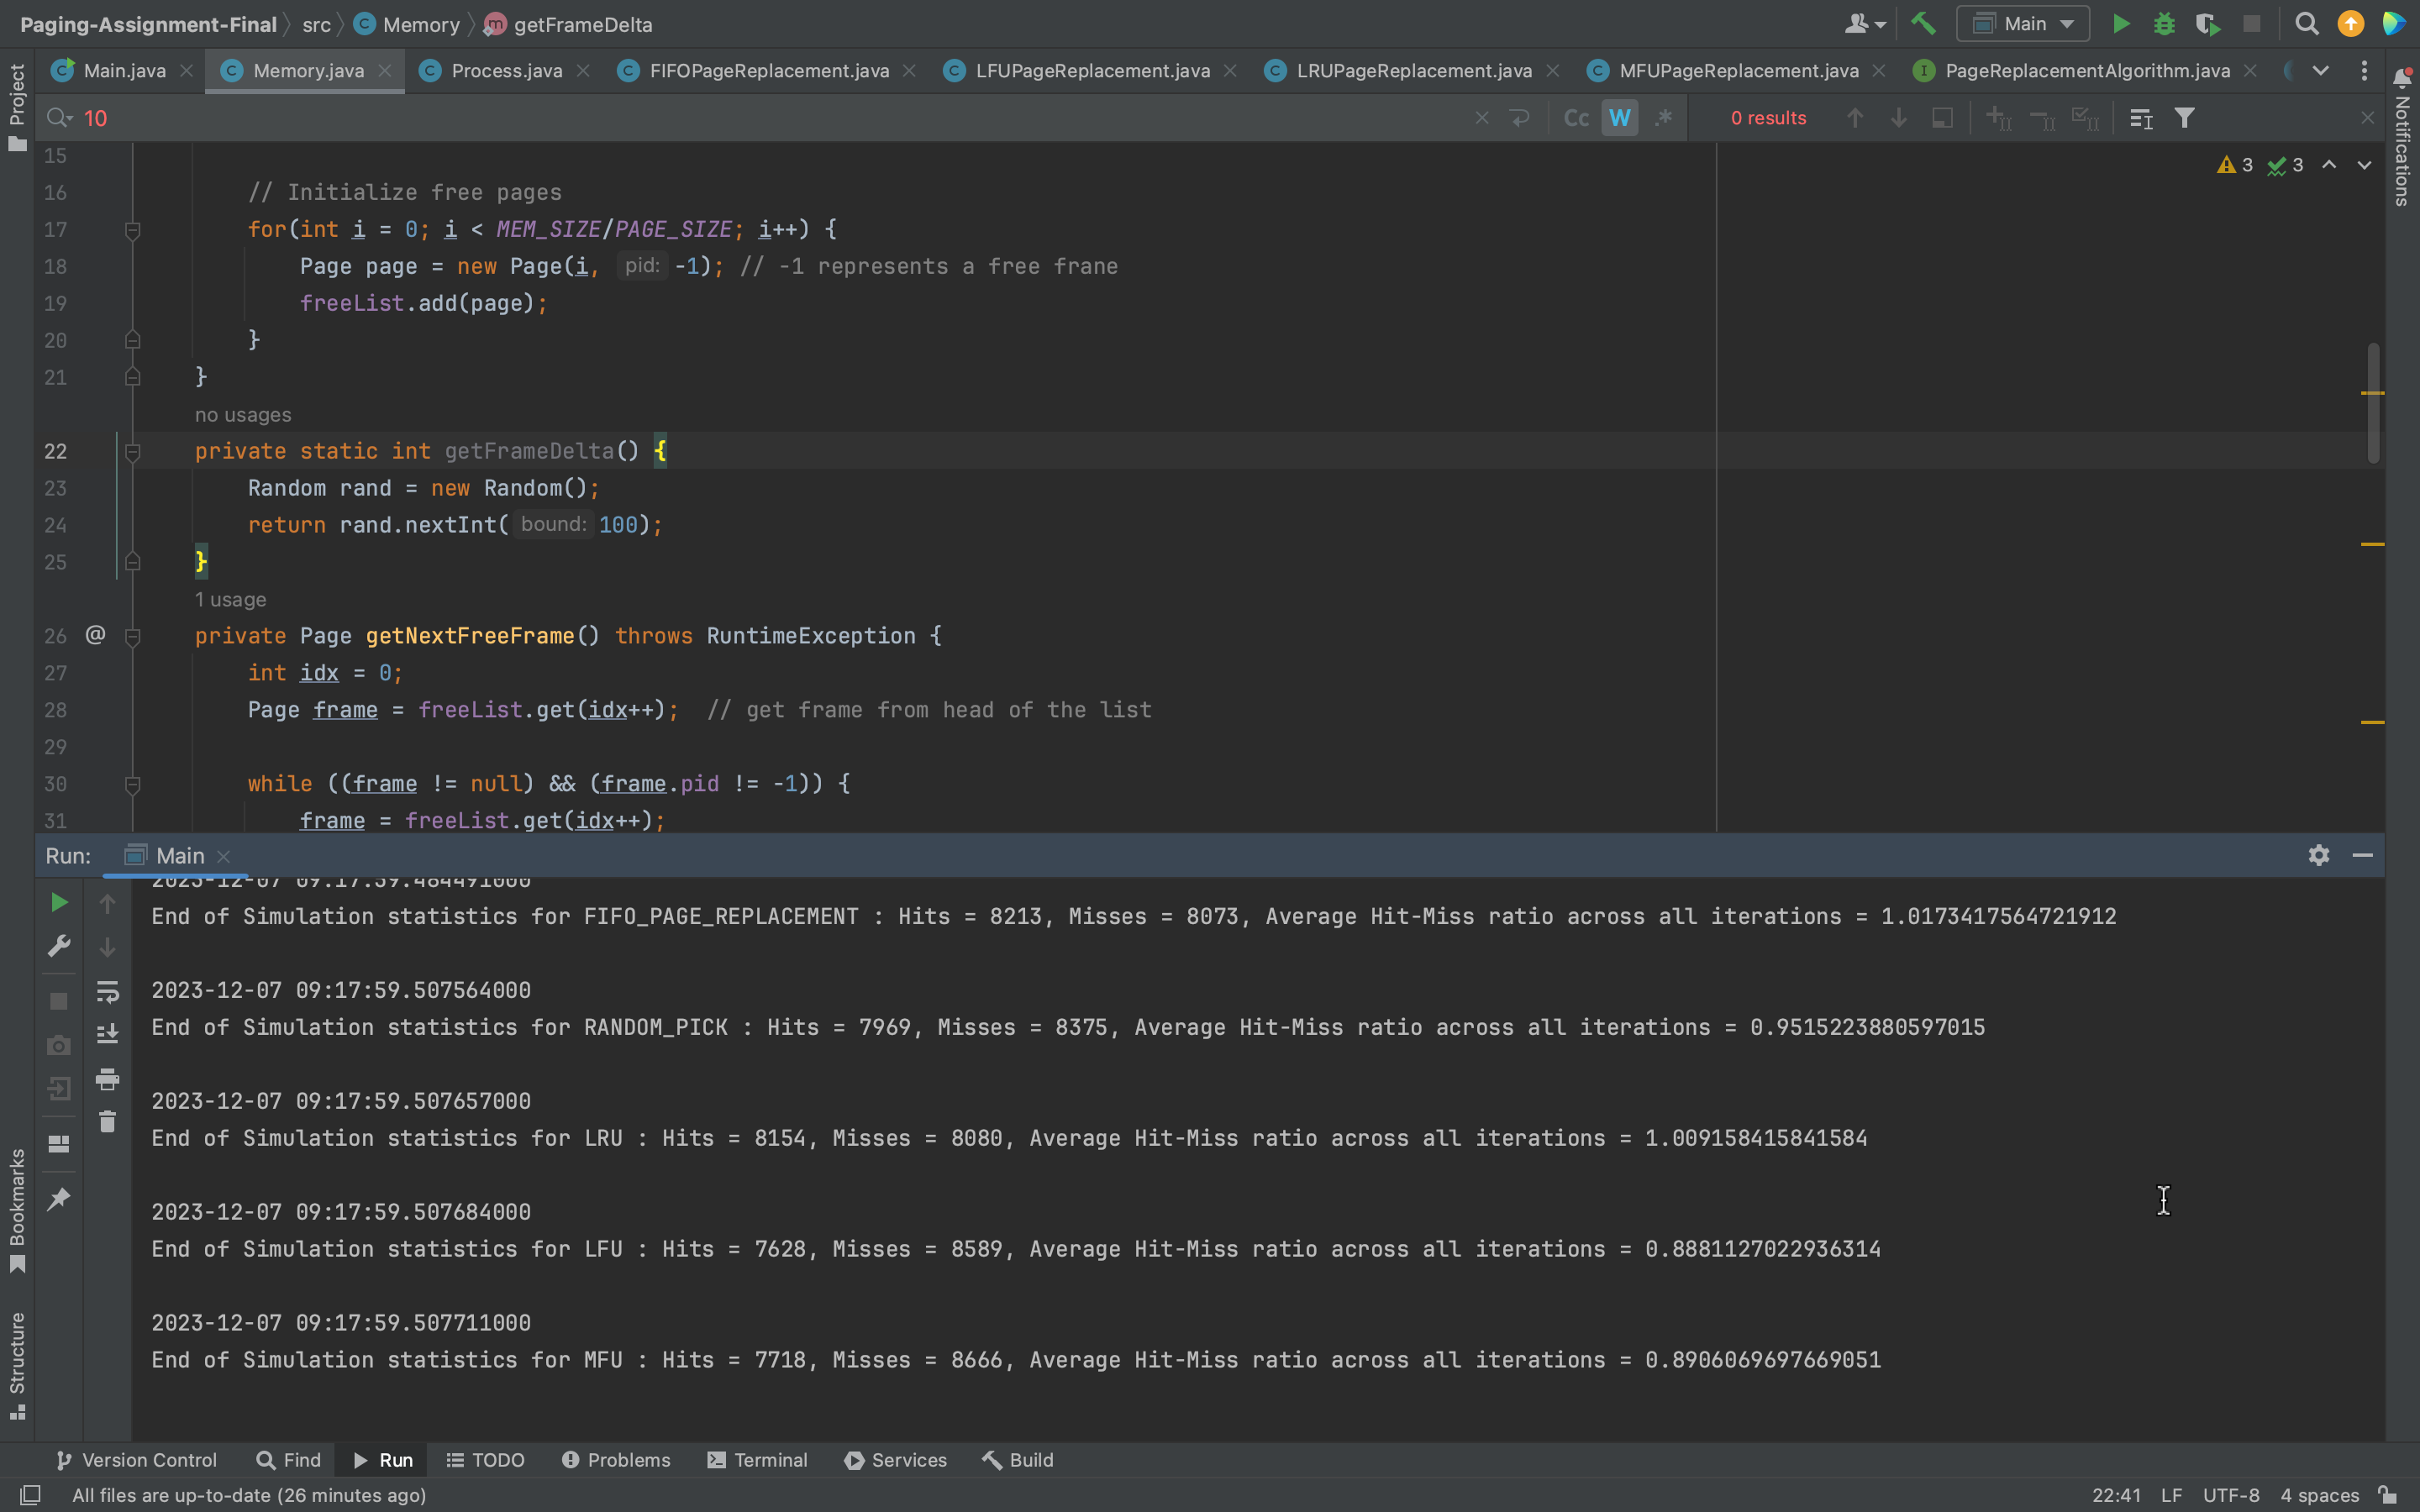 Paging-Assignment-Final
src
Memory
getFrameDelta
Main
Main.java
Memory.java
Process.java
FIFOPageReplacement.java
LFUPageReplacement.java
LRUPageReplacement.java
MFUPageReplacement.java
PageReplacementAlgorithm.java
Project
Notifications
10
Cc
W
.*
0 results
3
3
15
16 // Initialize free pages
17 for(int i = 0; i < MEM_SIZE/PAGE_SIZE; i++) {
18 Page page = new Page(i, pid: -1); // -1 represents a free frane
19 freeList.add(page);
20 }
21 }
no usages
22 private static int getFrameDelta() {
23 Random rand = new Random();
24 return rand.nextInt( bound: 100);
25 }
1 usage
26 @ private Page getNextFreeFrame() throws RuntimeException {
27 int idx = 0;
28 Page frame = freeList.get(idx++); // get frame from head of the list
29
30 while ((frame != null) && (frame.pid != -1)) {
31 frame = freeList.get(idx++);
Run: Main
2023-12-07 09:17:59.484491000
End of Simulation statistics for FIFO_PAGE_REPLACEMENT : Hits = 8213, Misses = 8073, Average Hit-Miss ratio across all iterations = 1.0173417564721912
2023-12-07 09:17:59.507564000
End of Simulation statistics for RANDOM_PICK : Hits = 7969, Misses = 8375, Average Hit-Miss ratio across all iterations = 0.9515223880597015
2023-12-07 09:17:59.507657000
End of Simulation statistics for LRU : Hits = 8154, Misses = 8080, Average Hit-Miss ratio across all iterations = 1.009158415841584
2023-12-07 09:17:59.507684000
End of Simulation statistics for LFU : Hits = 7628, Misses = 8589, Average Hit-Miss ratio across all iterations = 0.8881127022936314
2023-12-07 09:17:59.507711000
End of Simulation statistics for MFU : Hits = 7718, Misses = 8666, Average Hit-Miss ratio across all iterations = 0.8906069697669051
Bookmarks
Structure
Version Control
Find
Run
TODO
Problems
Terminal
Services
Build
All files are up-to-date (26 minutes ago)
22:41
LF
UTF-8
4 spaces